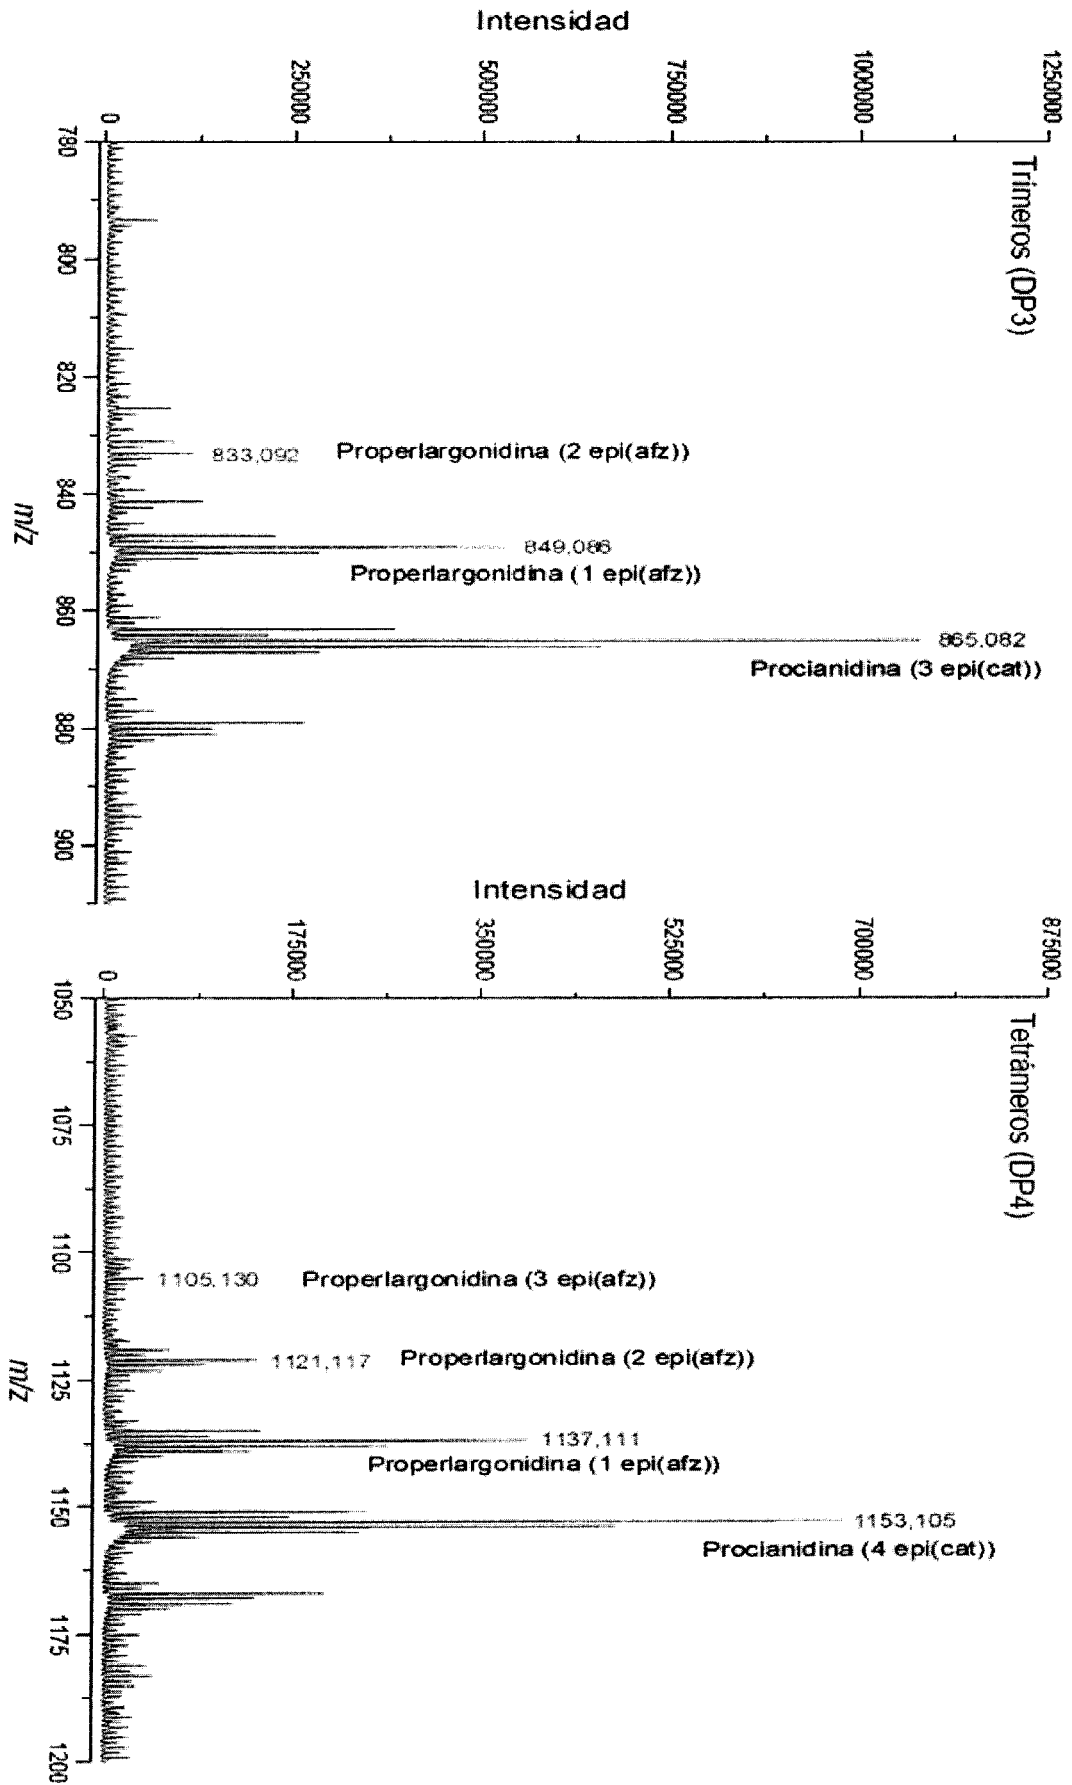 Intensidad
1250000
1000000
750000
500000
250000
0
Trímeros (DP3)
833,092
Properlargonidina (2 epi(afz))
849,086
Properlargonidina (1 epi(afz))
865,082
Procianidina (3 epi(cat))
780
800
820
840
860
880
900
m/z
Intensidad
875000
700000
525000
350000
175000
0
Tetrámeros (DP4)
1105,130
Properlargonidina (3 epi(afz))
1121,117
Properlargonidina (2 epi(afz))
1137,111
Properlargonidina (1 epi(afz))
1153,105
Procianidina (4 epi(cat))
1050
1075
1100
1125
1150
1175
1200
m/z